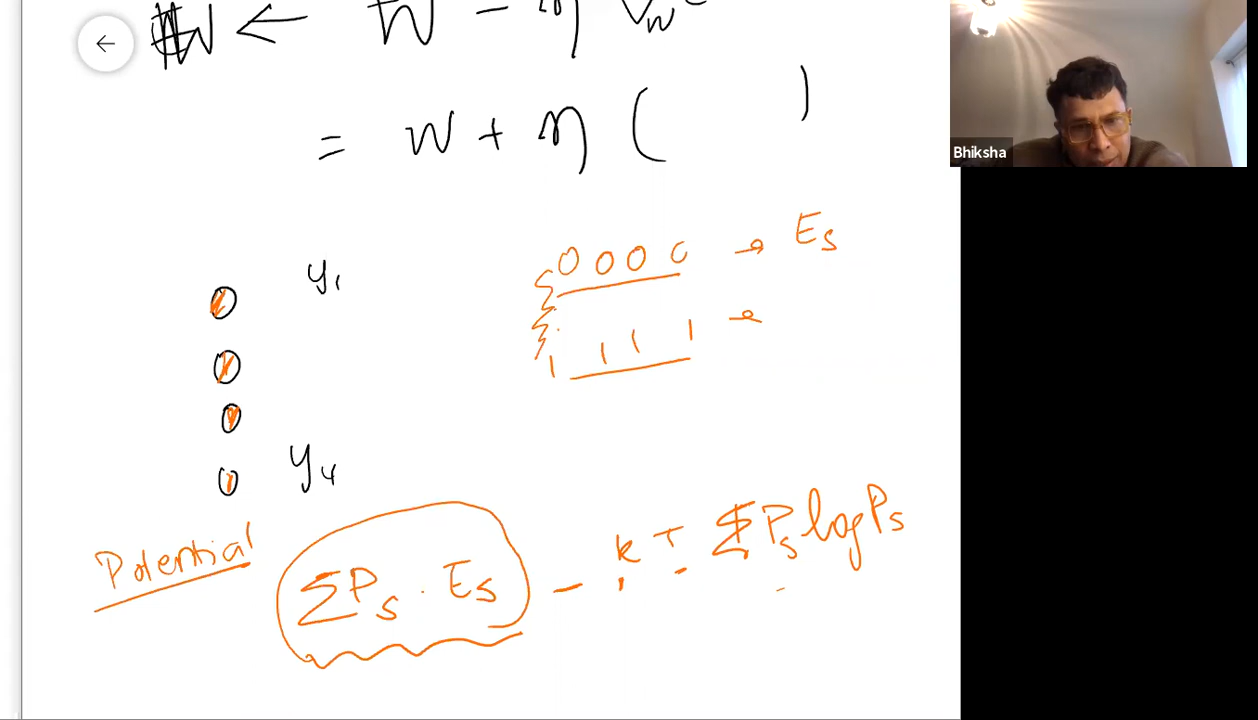 W ← W - η ∇w
= W + η ( )
y1
0 0 0 0 → Es
1 1 1 1 →
y4
Potential
ΣPs · Es - kT ΣPs log Ps
Bhiksha